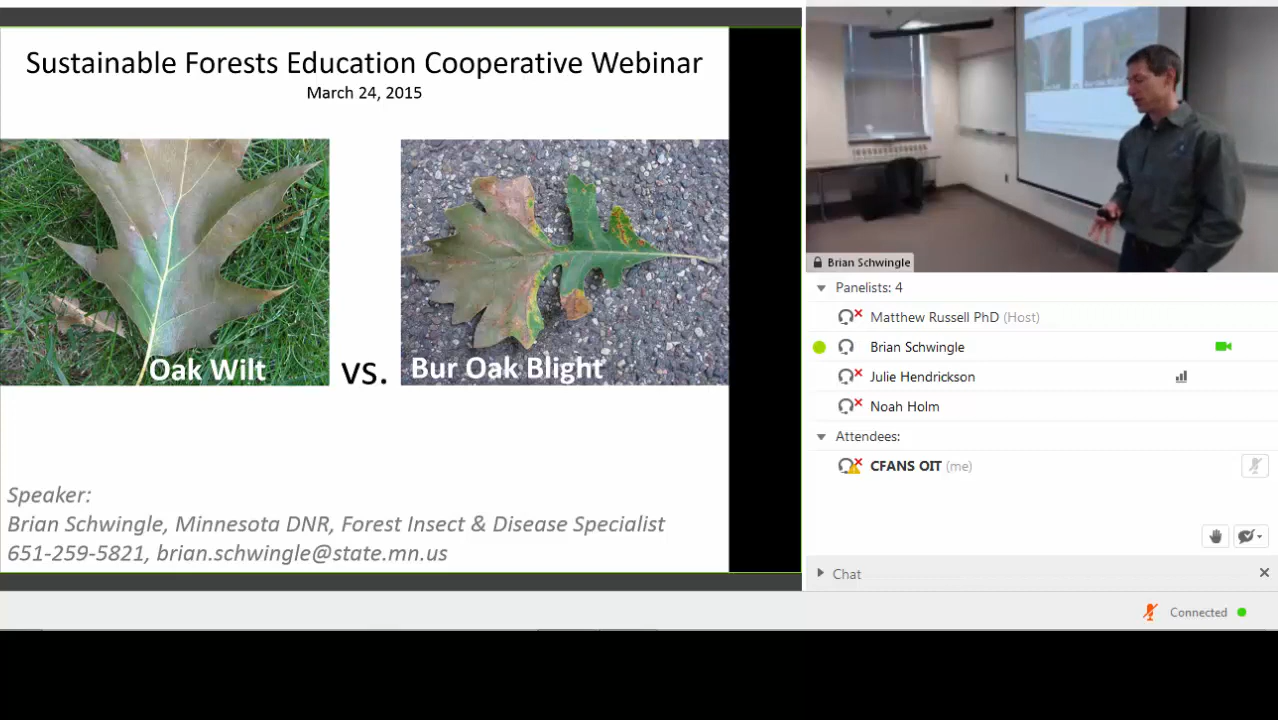 Sustainable Forests Education Cooperative Webinar
March 24, 2015
Oak Wilt
vs.
Bur Oak Blight
Speaker:
Brian Schwingle, Minnesota DNR, Forest Insect & Disease Specialist
651-259-5821, brian.schwingle@state.mn.us
Brian Schwingle
Panelists: 4
Matthew Russell PhD (Host)
Brian Schwingle
Julie Hendrickson
Noah Holm
Attendees:
CFANS OIT (me)
Chat
Connected